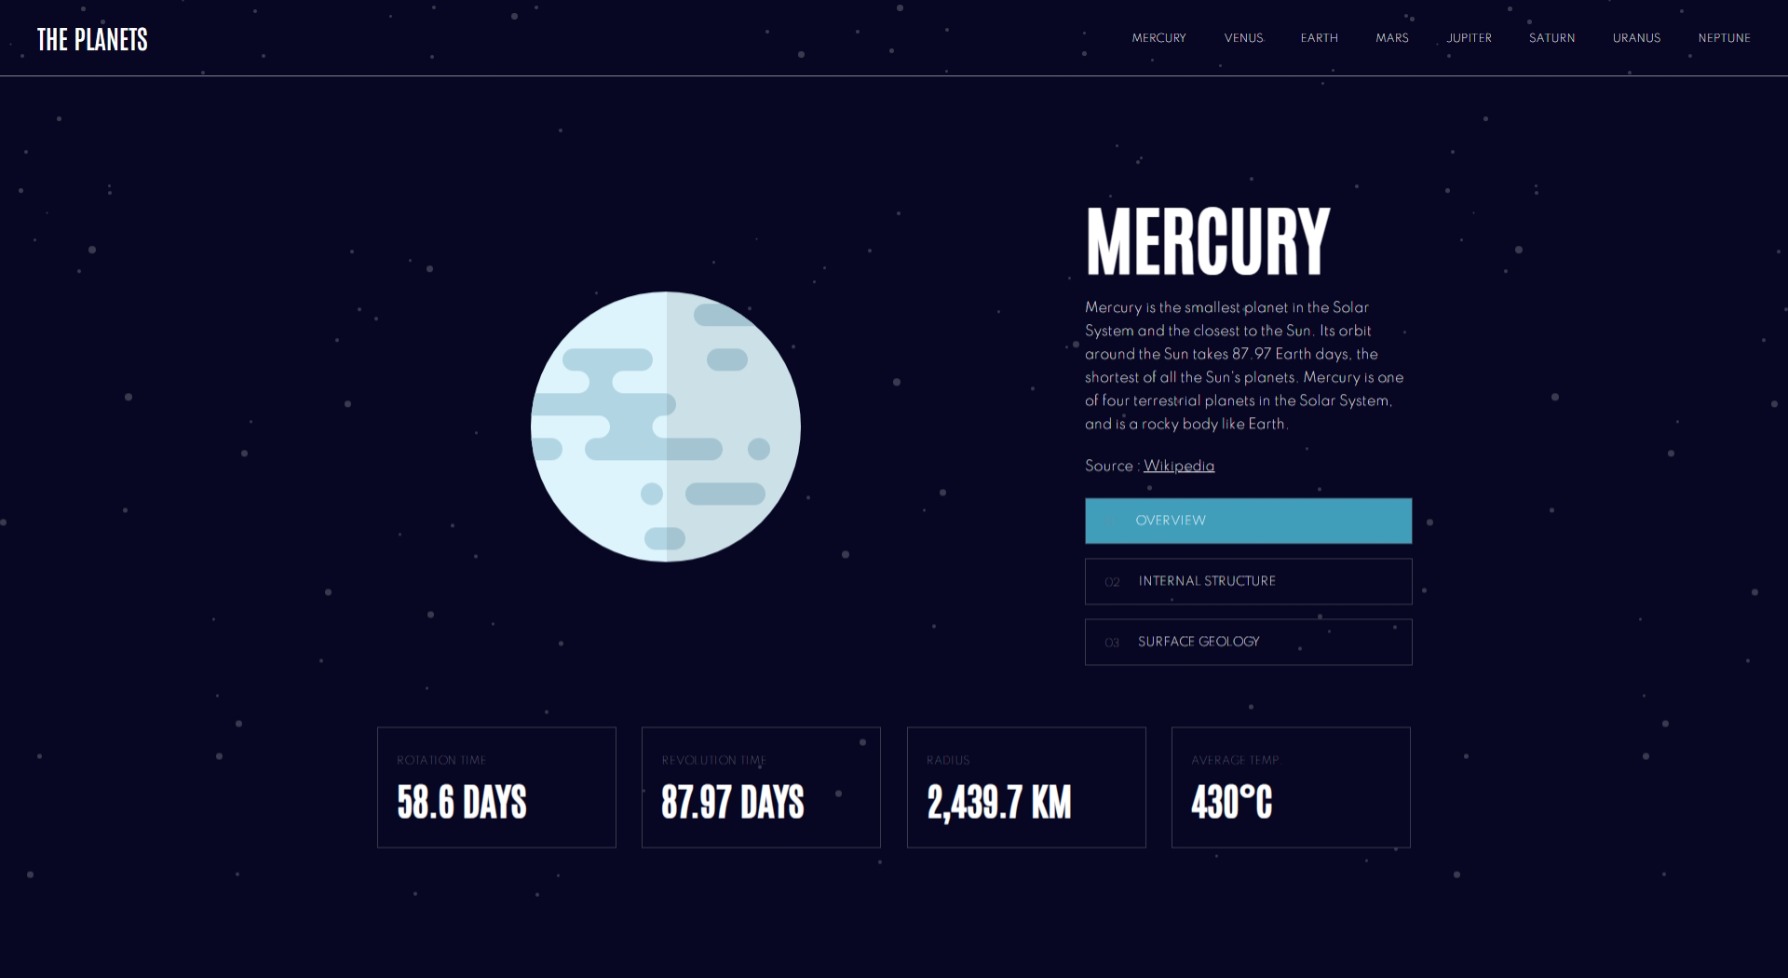 THE PLANETS
MERCURY VENUS EARTH MARS JUPITER SATURN URANUS NEPTUNE
MERCURY
Mercury is the smallest planet in the Solar
System and the closest to the Sun. Its orbit
around the Sun takes 87.97 Earth days, the
shortest of all the Sun's planets. Mercury is one
of four terrestrial planets in the Solar System,
and is a rocky body like Earth.
Source : Wikipedia
OVERVIEW
02 INTERNAL STRUCTURE
03 SURFACE GEOLOGY
ROTATION TIME
58.6 DAYS
REVOLUTION TIME
87.97 DAYS
RADIUS
2,439.7 KM
AVERAGE TEMP.
430°C